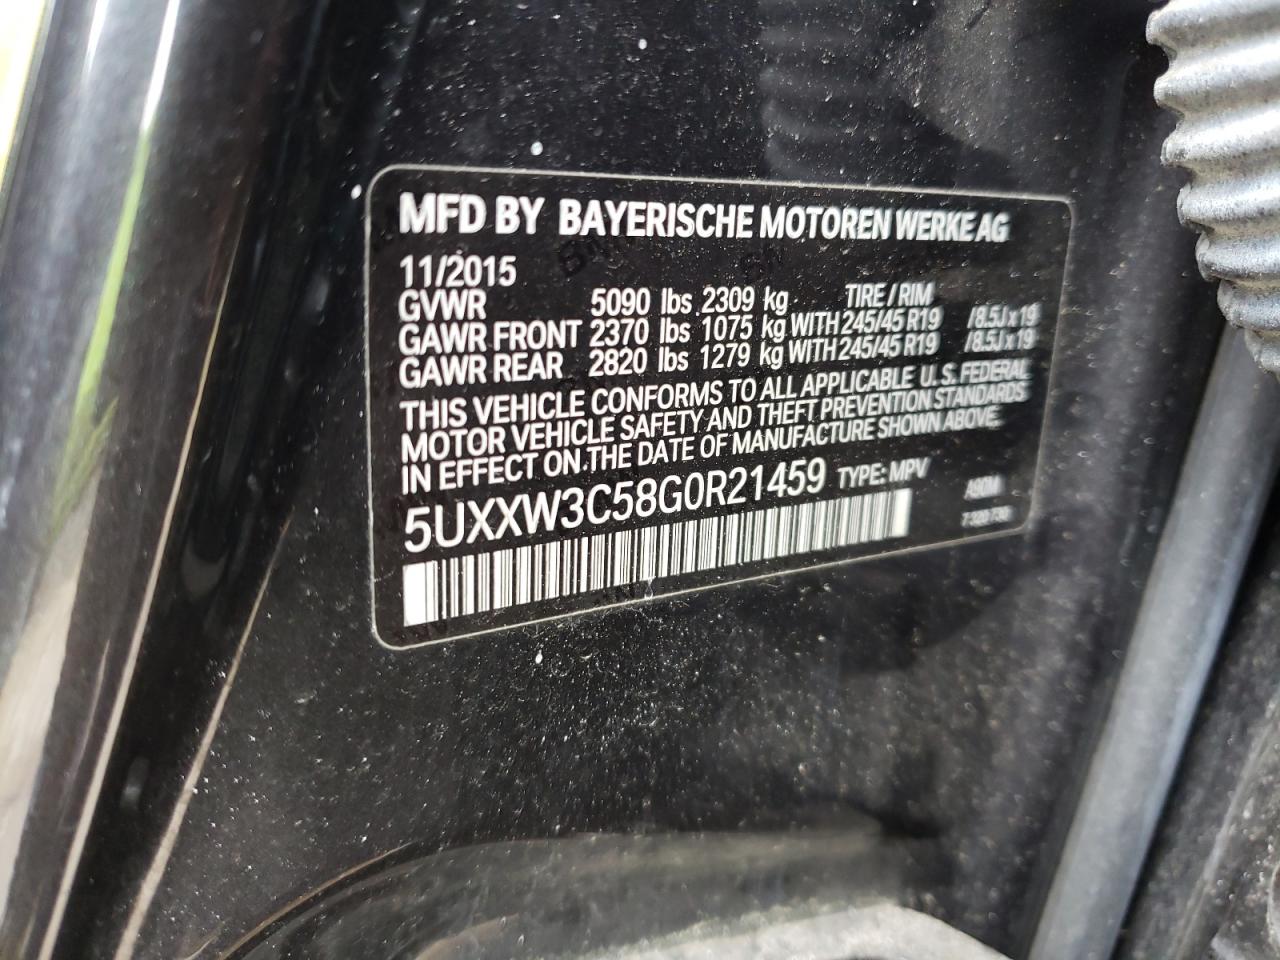 MFD BY BAYERISCHE MOTOREN WERKE AG
11/2015
GVWR 5090 lbs 2309 kg TIRE / RIM
GAWR FRONT 2370 lbs 1075 kg WITH 245/45 R19 /8.5J x 19
GAWR REAR 2820 lbs 1279 kg WITH 245/45 R19 /8.5J x 19
THIS VEHICLE CONFORMS TO ALL APPLICABLE U.S. FEDERAL
MOTOR VEHICLE SAFETY AND THEFT PREVENTION STANDARDS
IN EFFECT ON THE DATE OF MANUFACTURE SHOWN ABOVE.
5UXXW3C58G0R21459 TYPE: MPV